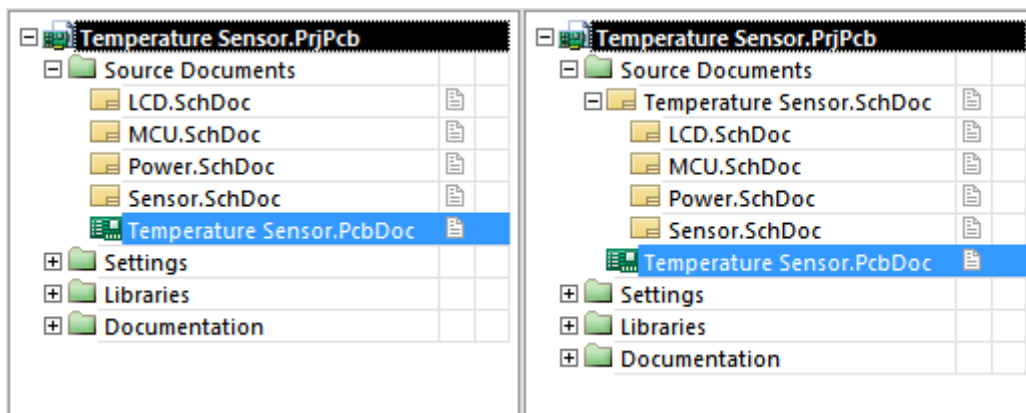 Temperature Sensor.PrjPcb
Source Documents
LCD.SchDoc
MCU.SchDoc
Power.SchDoc
Sensor.SchDoc
Temperature Sensor.PcbDoc
Settings
Libraries
Documentation
Temperature Sensor.PrjPcb
Source Documents
Temperature Sensor.SchDoc
LCD.SchDoc
MCU.SchDoc
Power.SchDoc
Sensor.SchDoc
Temperature Sensor.PcbDoc
Settings
Libraries
Documentation